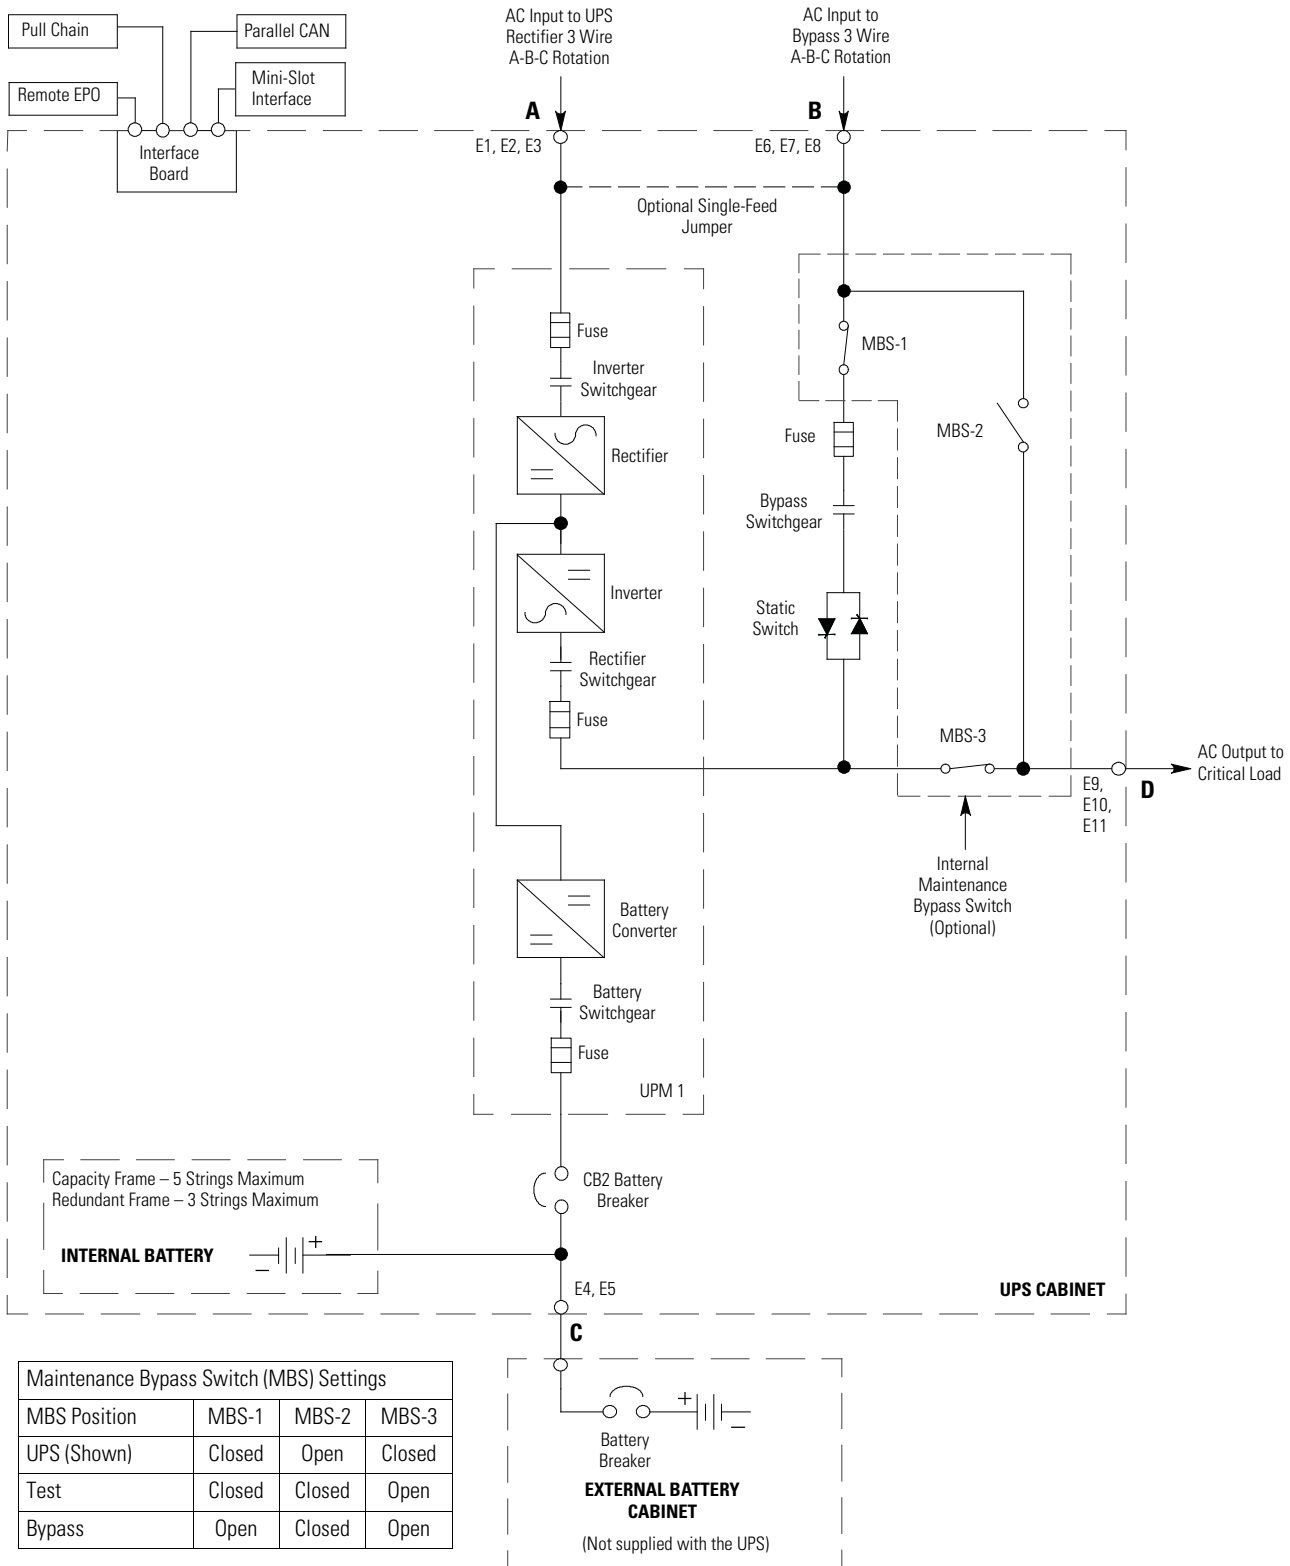 Pull Chain
Parallel CAN
Remote EPO
Mini-Slot
Interface
Interface
Board
AC Input to UPS
Rectifier 3 Wire
A-B-C Rotation
AC Input to
Bypass 3 Wire
A-B-C Rotation
A
B
E1, E2, E3
E6, E7, E8
Optional Single-Feed
Jumper
Fuse
Inverter
Switchgear
Rectifier
Inverter
Rectifier
Switchgear
Fuse
MBS-1
MBS-2
Fuse
Bypass
Switchgear
Static
Switch
MBS-3
AC Output to
Critical Load
E9,
E10,
E11
D
Internal
Maintenance
Bypass Switch
(Optional)
Battery
Converter
Battery
Switchgear
Fuse
UPM 1
CB2 Battery
Breaker
Capacity Frame – 5 Strings Maximum
Redundant Frame – 3 Strings Maximum
INTERNAL BATTERY
+
–
E4, E5
UPS CABINET
C
Maintenance Bypass Switch (MBS) Settings
MBS Position MBS-1 MBS-2 MBS-3
UPS (Shown) Closed Open Closed
Test Closed Closed Open
Bypass Open Closed Open
+
–
Battery
Breaker
EXTERNAL BATTERY
CABINET
(Not supplied with the UPS)